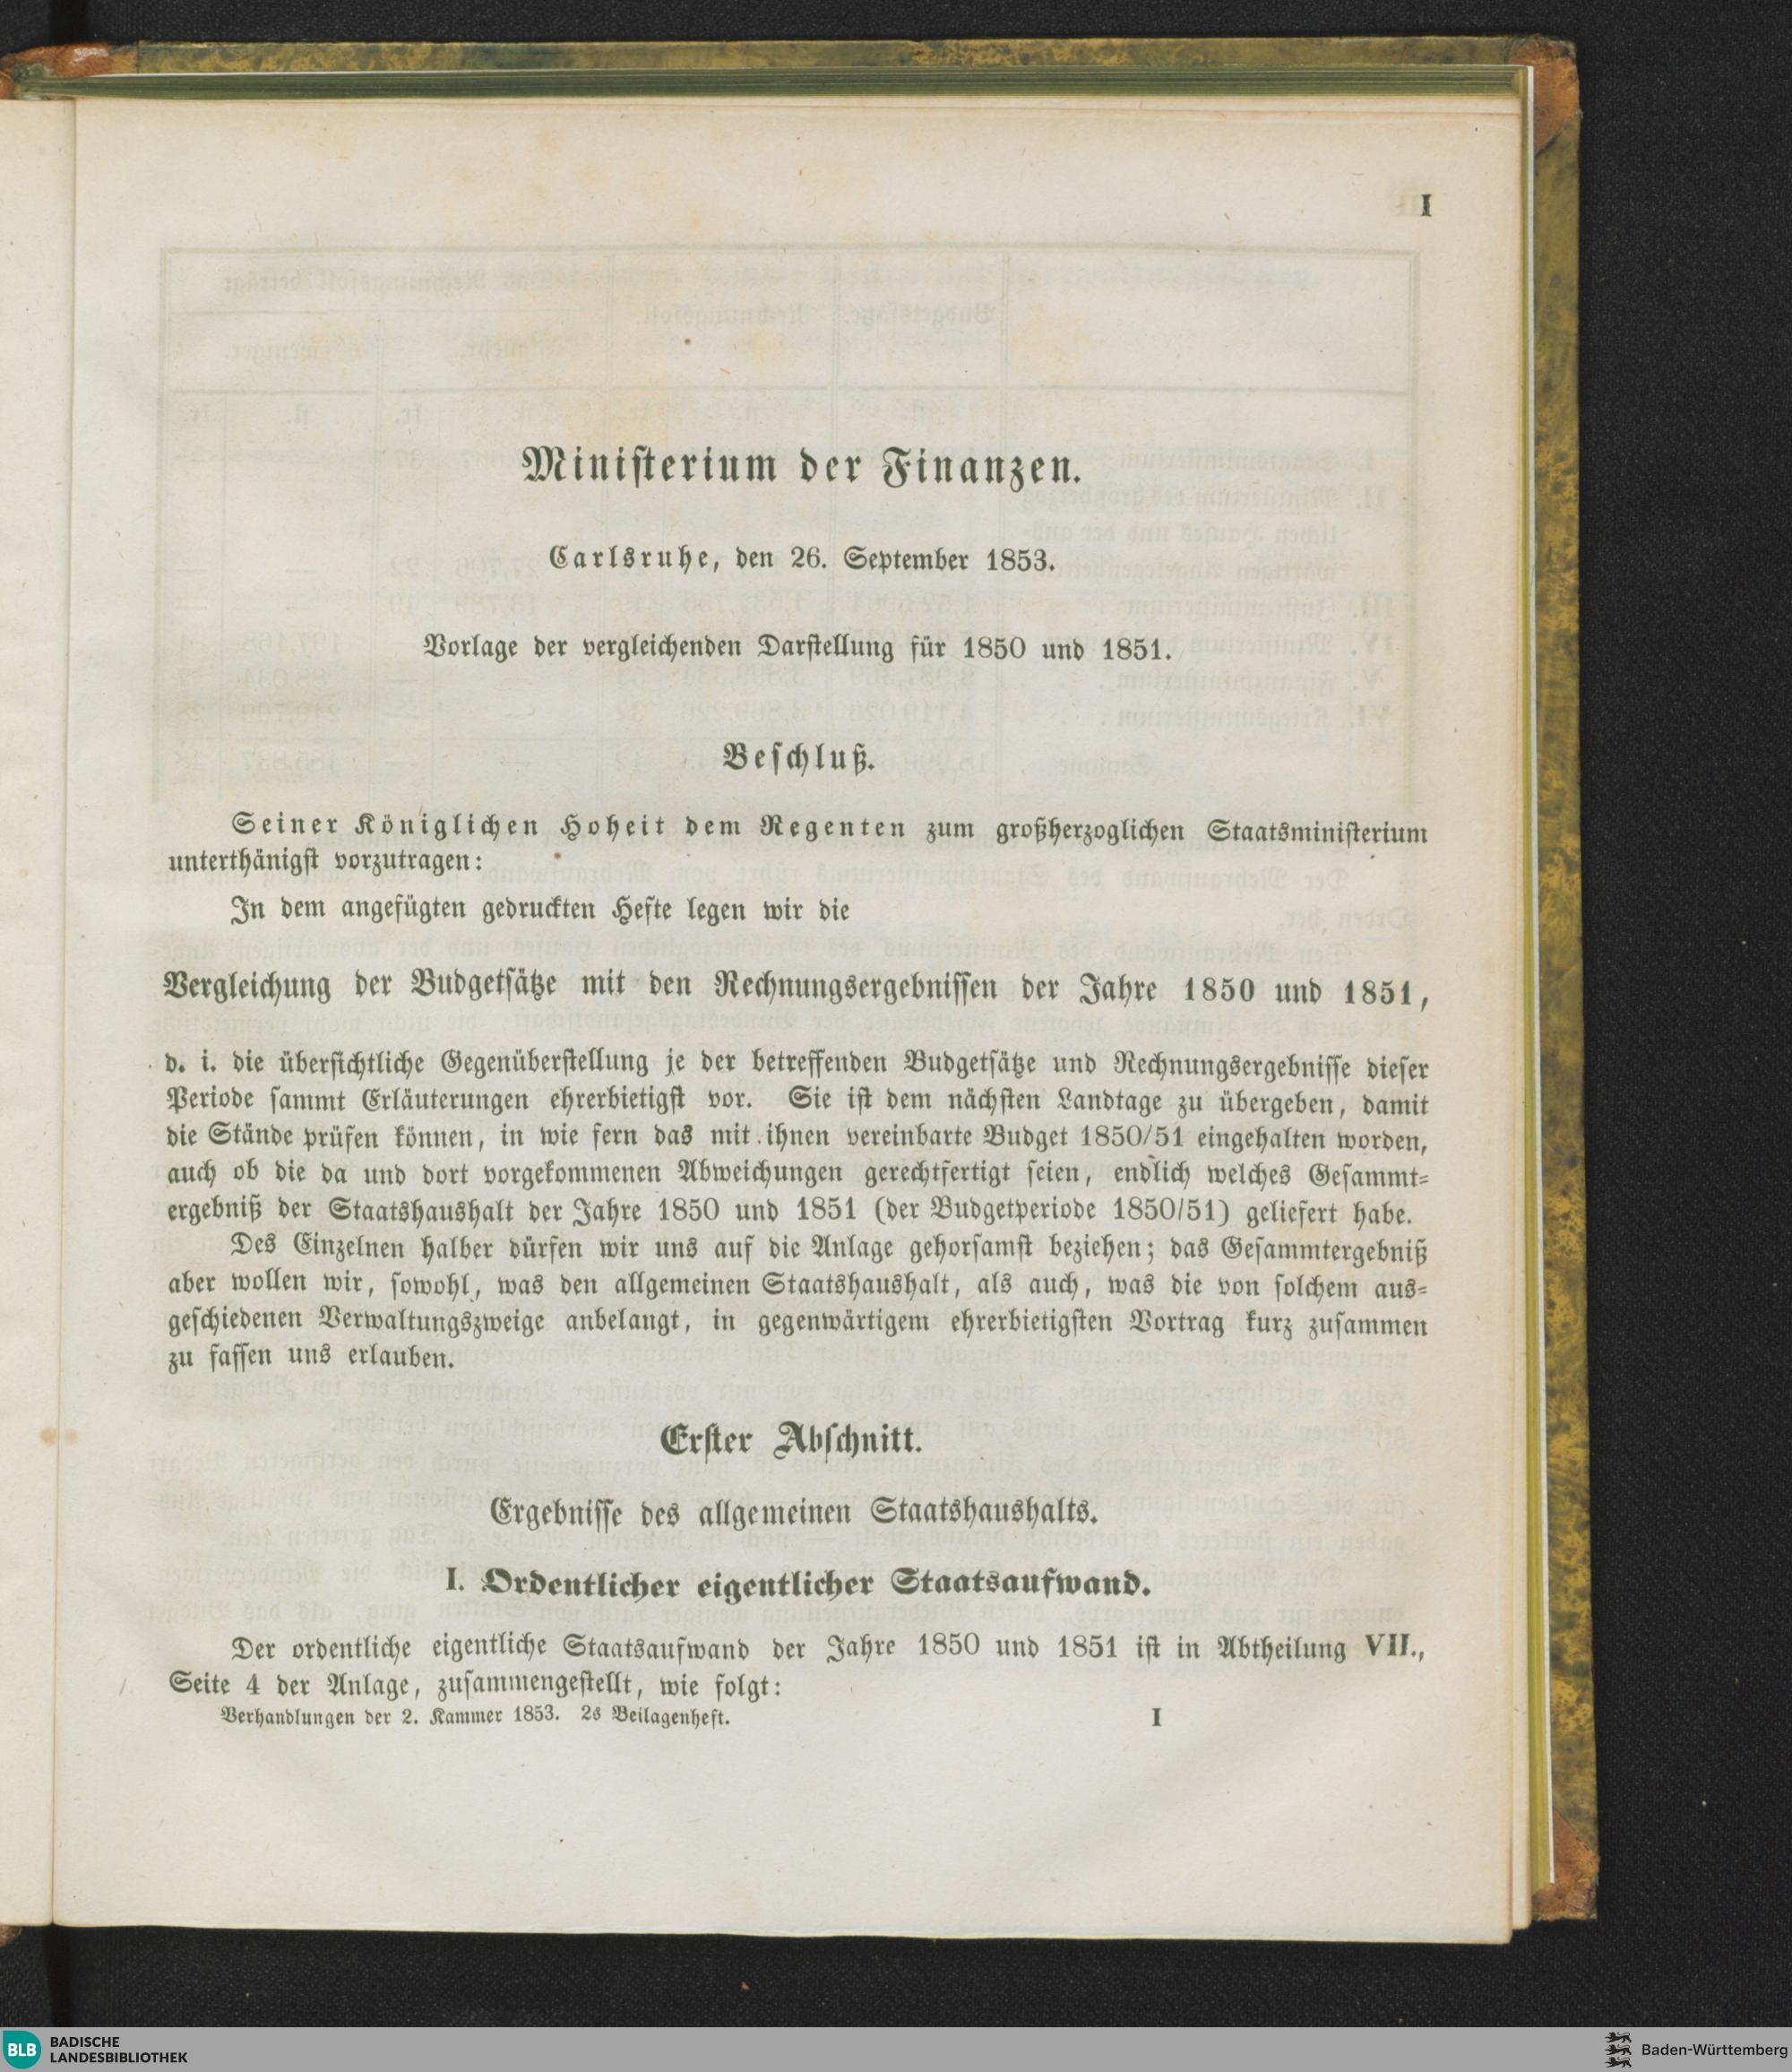 I
Ministerium der Finanzen.
Carlsruhe, den 26. September 1853.
Vorlage der vergleichenden Darstellung für 1850 und 1851.
Beschluß.
Seiner Königlichen Hoheit dem Regenten zum großherzoglichen Staatsministerium
unterthänigst vorzutragen:
In dem angefügten gedruckten Hefte legen wir die
Vergleichung der Budgetsätze mit den Rechnungsergebnissen der Jahre 1850 und 1851,
d. i. die übersichtliche Gegenüberstellung je der betreffenden Budgetsätze und Rechnungsergebnisse dieser
Periode sammt Erläuterungen ehrerbietigst vor. Sie ist dem nächsten Landtage zu übergeben, damit
die Stände prüfen können, in wie fern das mit ihnen vereinbarte Budget 1850/51 eingehalten worden,
auch ob die da und dort vorgekommenen Abweichungen gerechtfertigt seien, endlich welches Gesammt-
ergebniß der Staatshaushalt der Jahre 1850 und 1851 (der Budgetperiode 1850/51) geliefert habe.
Des Einzelnen halber dürfen wir uns auf die Anlage gehorsamst beziehen; das Gesammtergebniß
aber wollen wir, sowohl, was den allgemeinen Staatshaushalt, als auch, was die von solchem aus-
geschiedenen Verwaltungszweige anbelangt, in gegenwärtigem ehrerbietigsten Vortrag kurz zusammen
zu fassen uns erlauben.
Erster Abschnitt.
Ergebnisse des allgemeinen Staatshaushalts.
I. Ordentlicher eigentlicher Staatsaufwand.
Der ordentliche eigentliche Staatsaufwand der Jahre 1850 und 1851 ist in Abtheilung VII.,
Seite 4 der Anlage, zusammengestellt, wie folgt:
Verhandlungen der 2. Kammer 1853. 2s Beilagenheft. I
BLB BADISCHE
LANDESBIBLIOTHEK
Baden-Württemberg